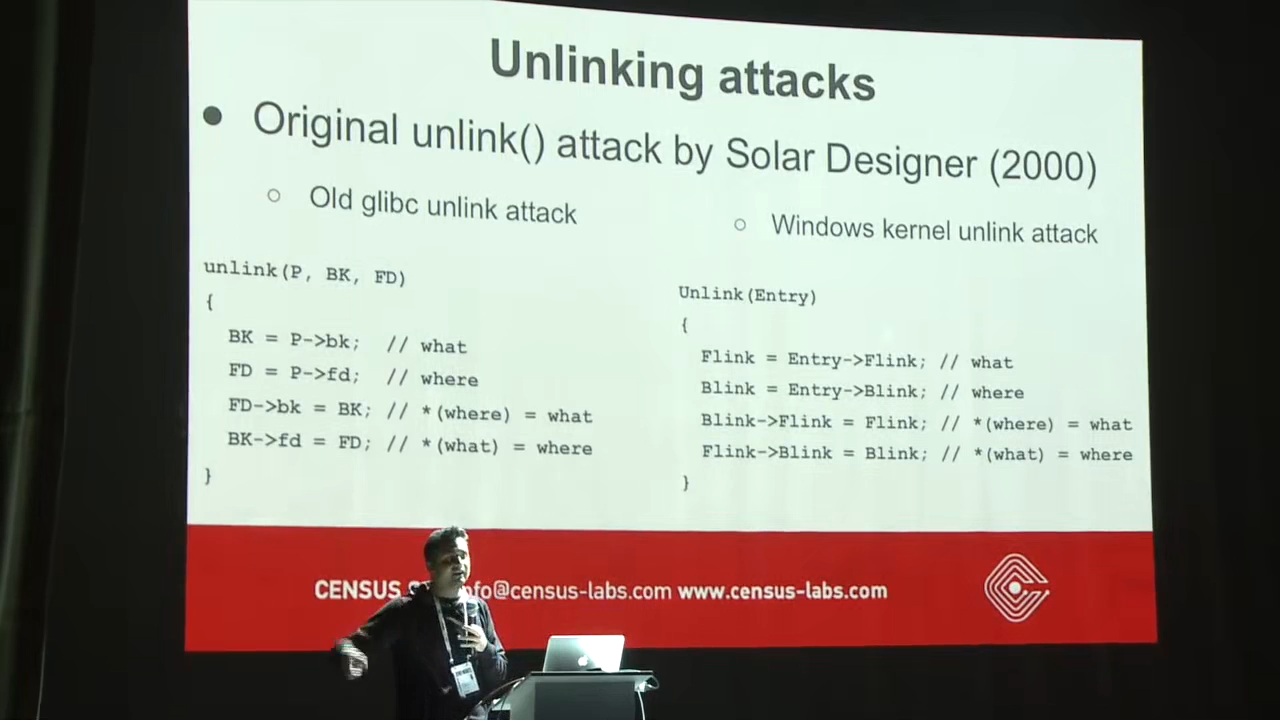 Unlinking attacks
● Original unlink() attack by Solar Designer (2000)
○ Old glibc unlink attack
unlink(P, BK, FD)
{
BK = P->bk; // what
FD = P->fd; // where
FD->bk = BK; // *(where) = what
BK->fd = FD; // *(what) = where
}
○ Windows kernel unlink attack
Unlink(Entry)
{
Flink = Entry->Flink; // what
Blink = Entry->Blink; // where
Blink->Flink = Flink; // *(where) = what
Flink->Blink = Blink; // *(what) = where
}
CENSUS @census-labs.com www.census-labs.com